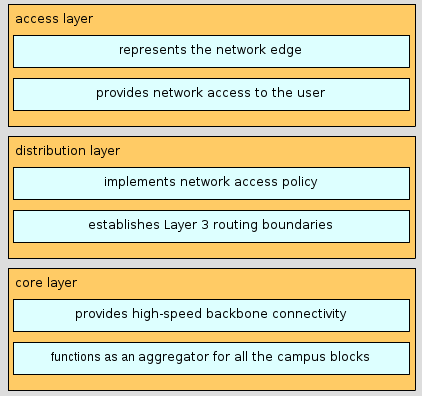 access layer
represents the network edge
provides network access to the user
distribution layer
implements network access policy
establishes Layer 3 routing boundaries
core layer
provides high-speed backbone connectivity
functions as an aggregator for all the campus blocks